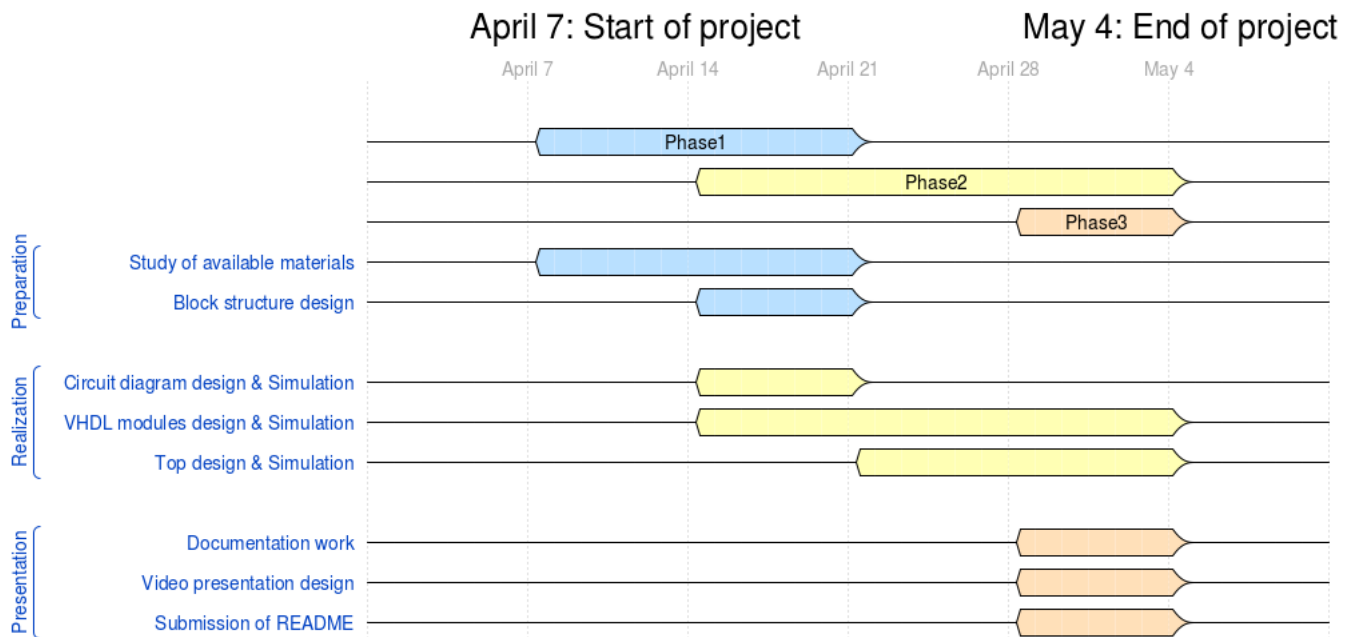 April 7: Start of project
May 4: End of project
April 7
April 14
April 21
April 28
May 4
Phase1
Phase2
Phase3
Preparation
Study of available materials
Block structure design
Realization
Circuit diagram design & Simulation
VHDL modules design & Simulation
Top design & Simulation
Presentation
Documentation work
Video presentation design
Submission of README